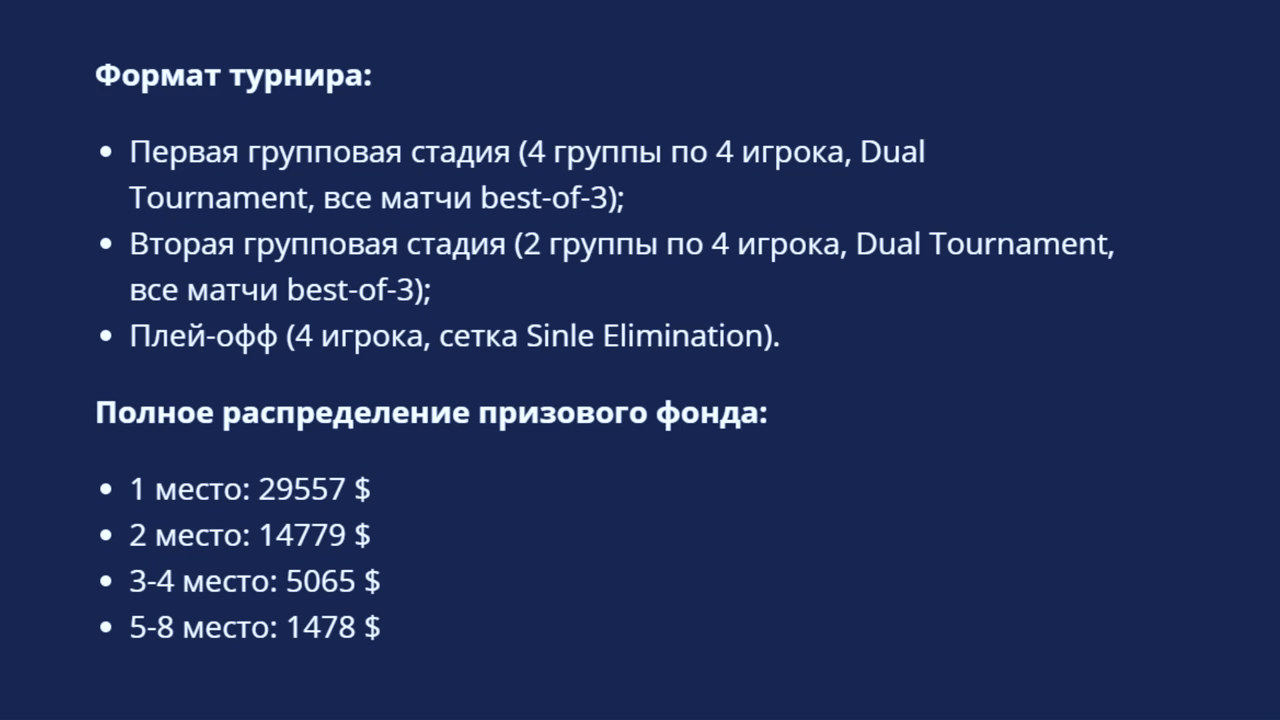 Формат турнира:
• Первая групповая стадия (4 группы по 4 игрока, Dual
Tournament, все матчи best-of-3);
• Вторая групповая стадия (2 группы по 4 игрока, Dual Tournament,
все матчи best-of-3);
• Плей-офф (4 игрока, сетка Sinle Elimination).
Полное распределение призового фонда:
• 1 место: 29557 $
• 2 место: 14779 $
• 3-4 место: 5065 $
• 5-8 место: 1478 $